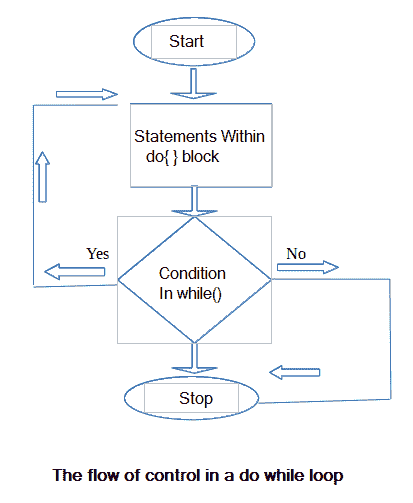 Start
Statements Within
do{ } block
Yes
No
Condition
In while()
Stop
The flow of control in a do while loop